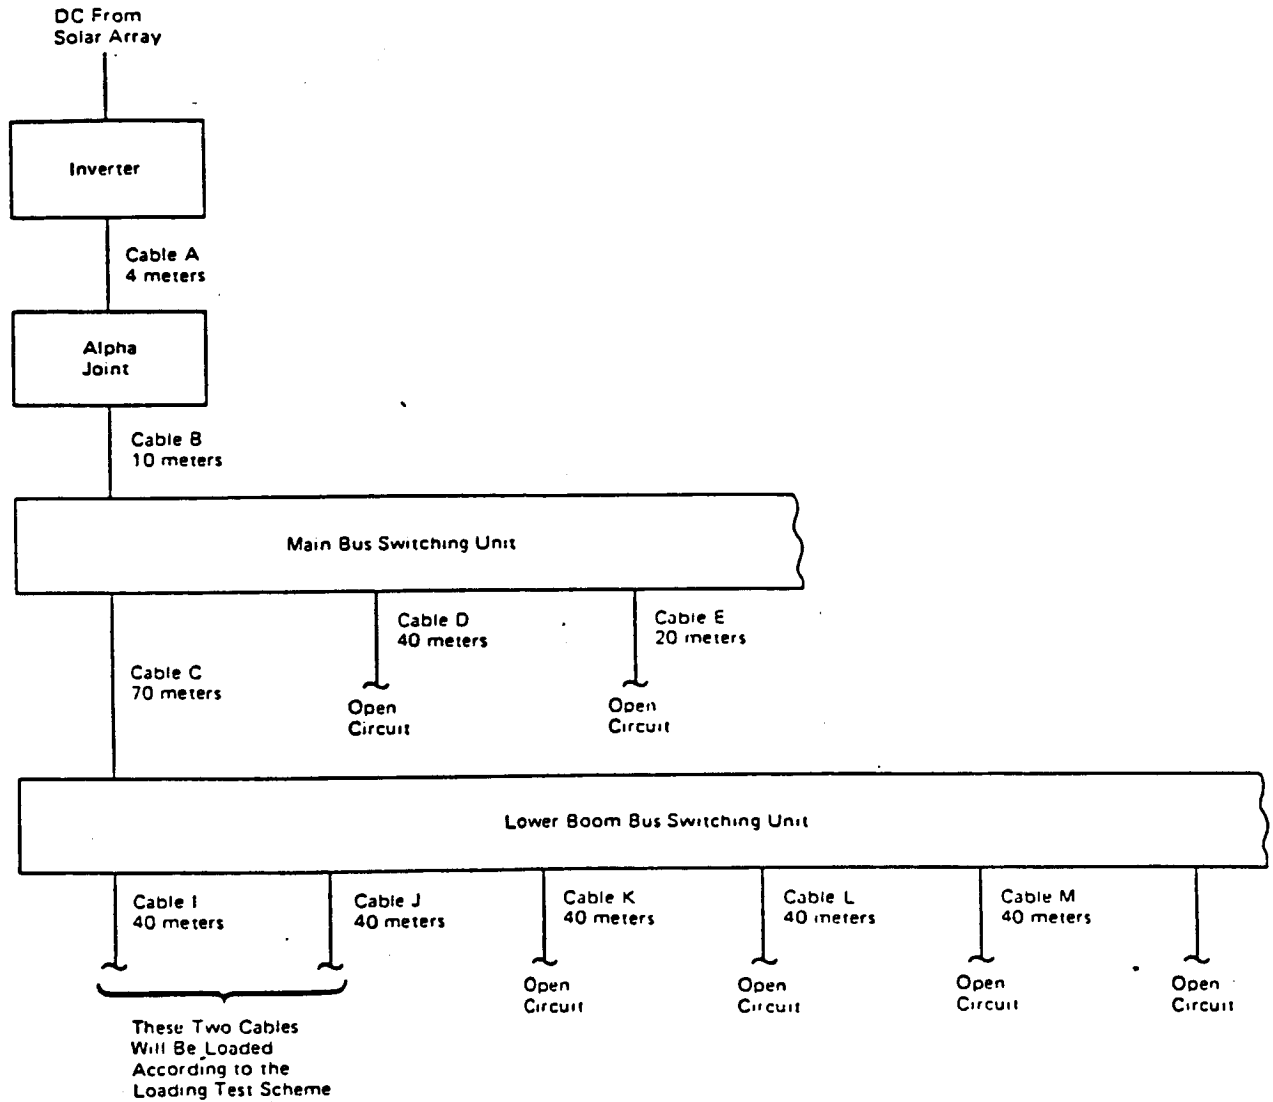 DC From
Solar Array
Inverter
Cable A
4 meters
Alpha
Joint
Cable B
10 meters
Main Bus Switching Unit
Cable D
40 meters
Cable E
20 meters
Cable C
70 meters
Open
Circuit
Open
Circuit
Lower Boom Bus Switching Unit
Cable I
40 meters
Cable J
40 meters
Cable K
40 meters
Cable L
40 meters
Cable M
40 meters
Open
Circuit
Open
Circuit
Open
Circuit
Open
Circuit
These Two Cables
Will Be Loaded
According to the
Loading Test Scheme